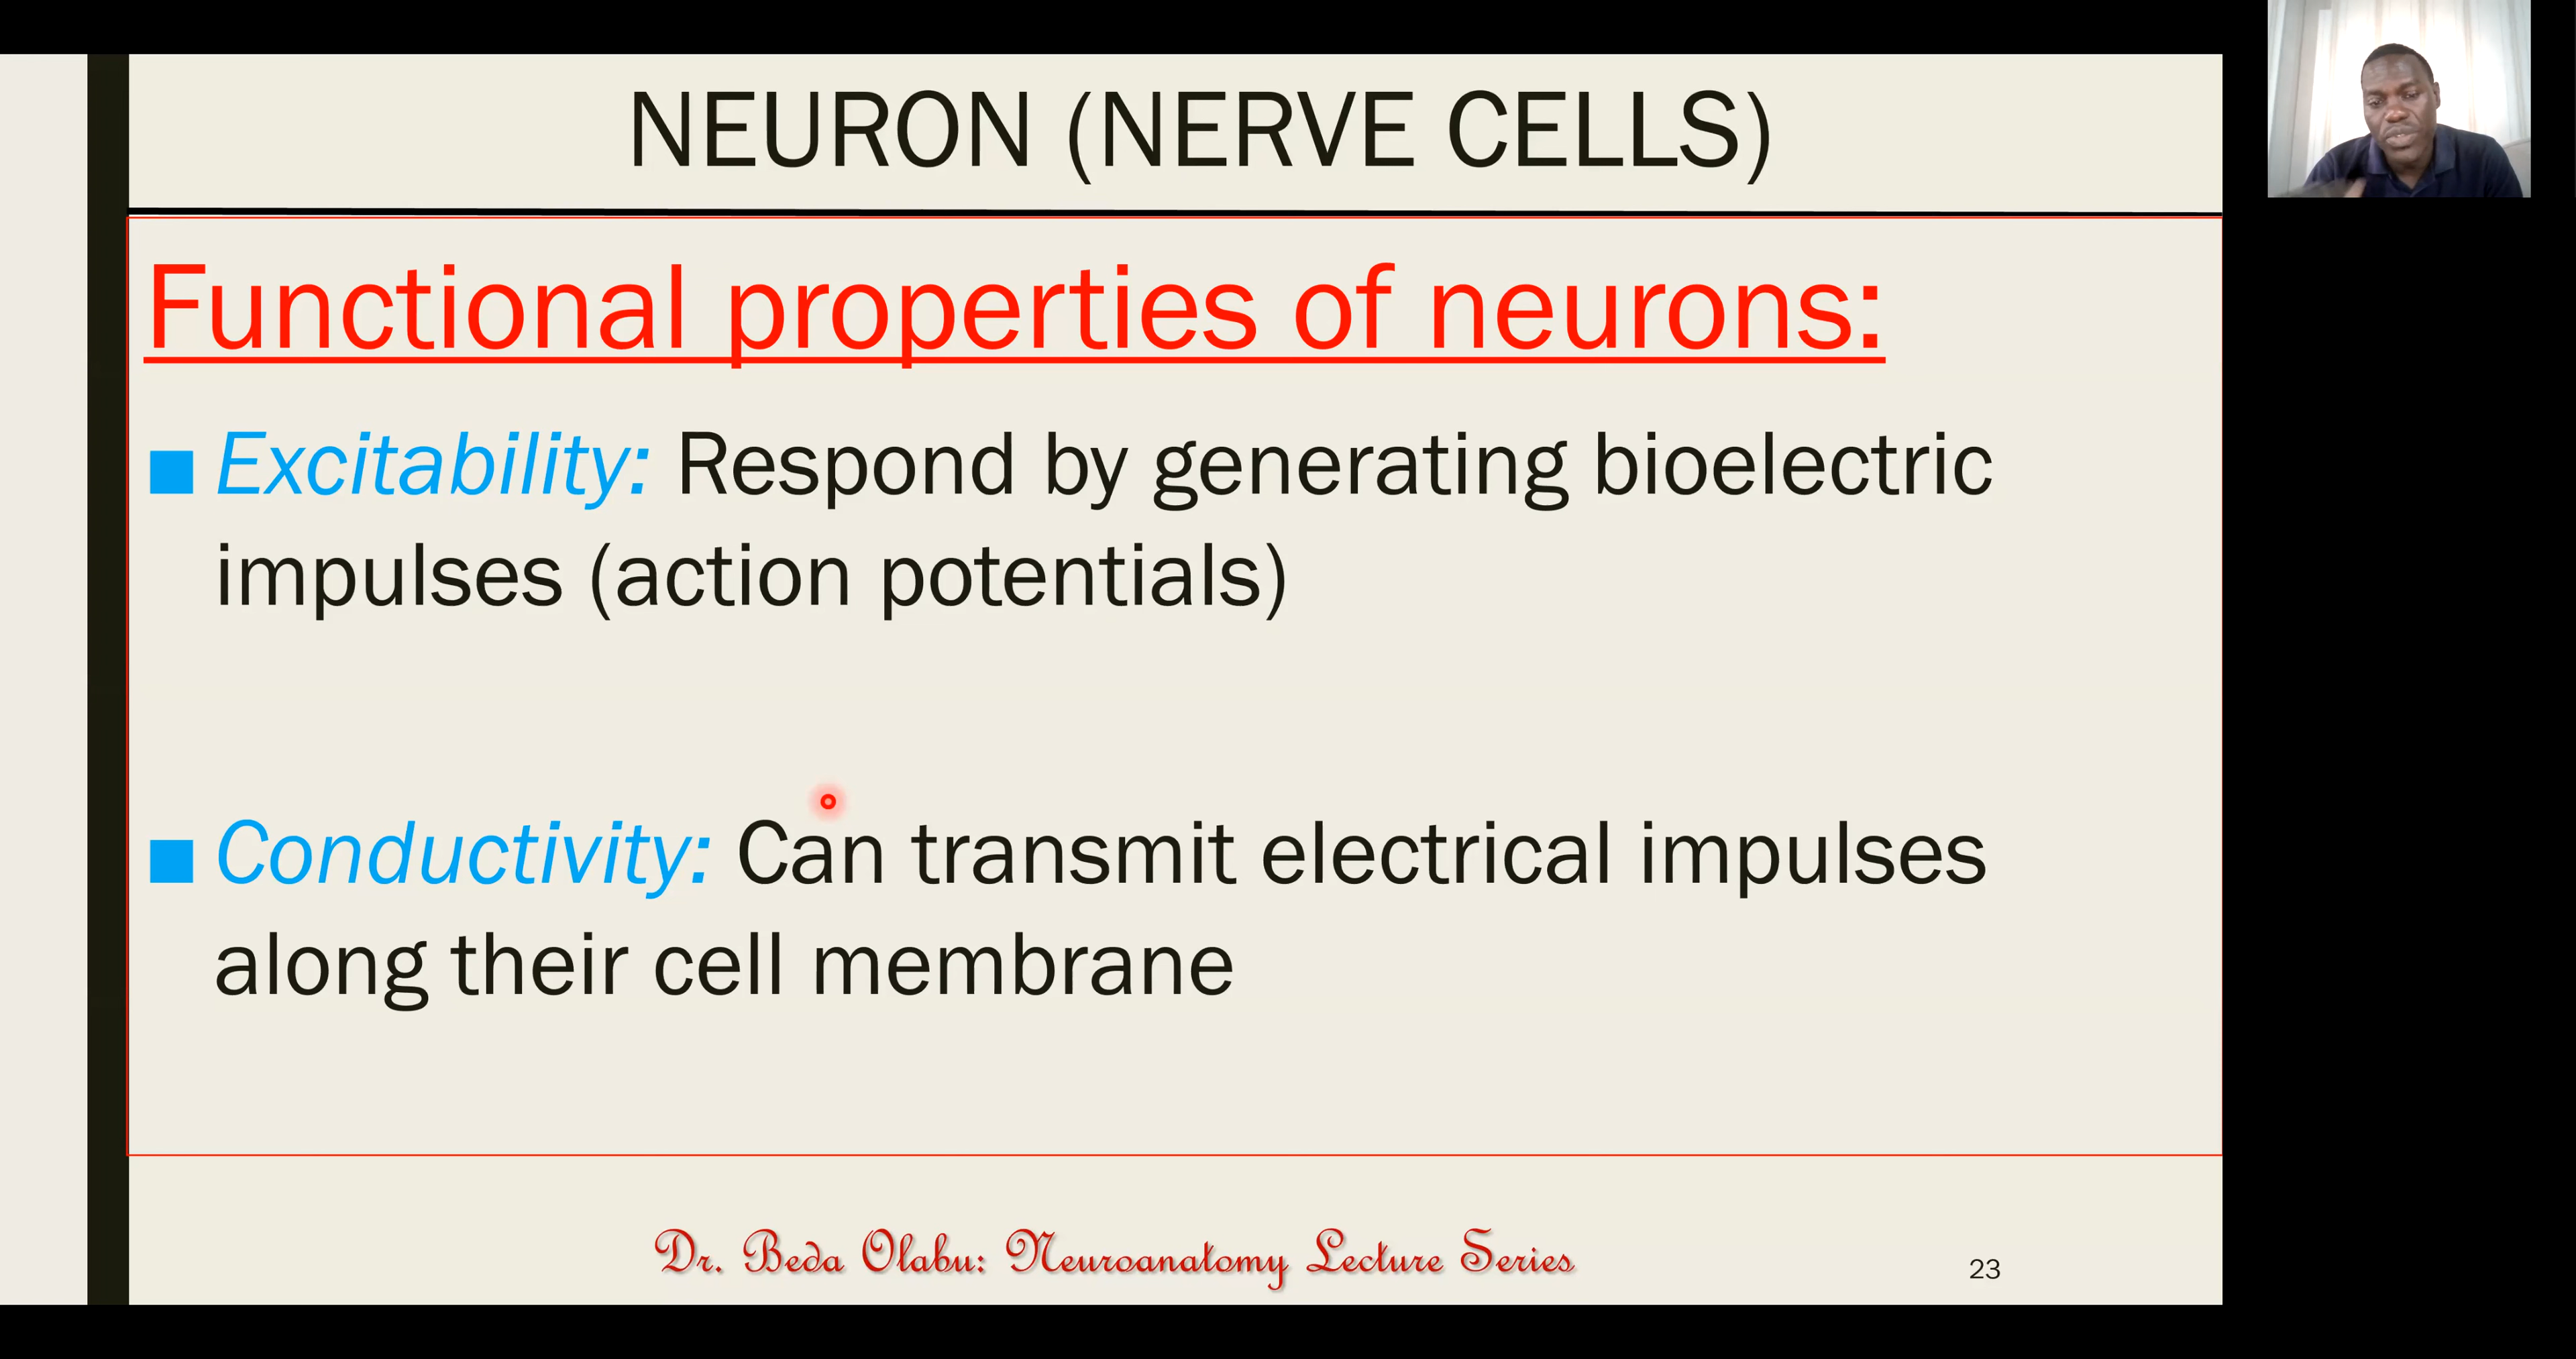 NEURON (NERVE CELLS)
Functional properties of neurons:
Excitability: Respond by generating bioelectric
impulses (action potentials)
Conductivity: Can transmit electrical impulses
along their cell membrane
Dr. Beda Olabu: Neuroanatomy Lecture Series
23